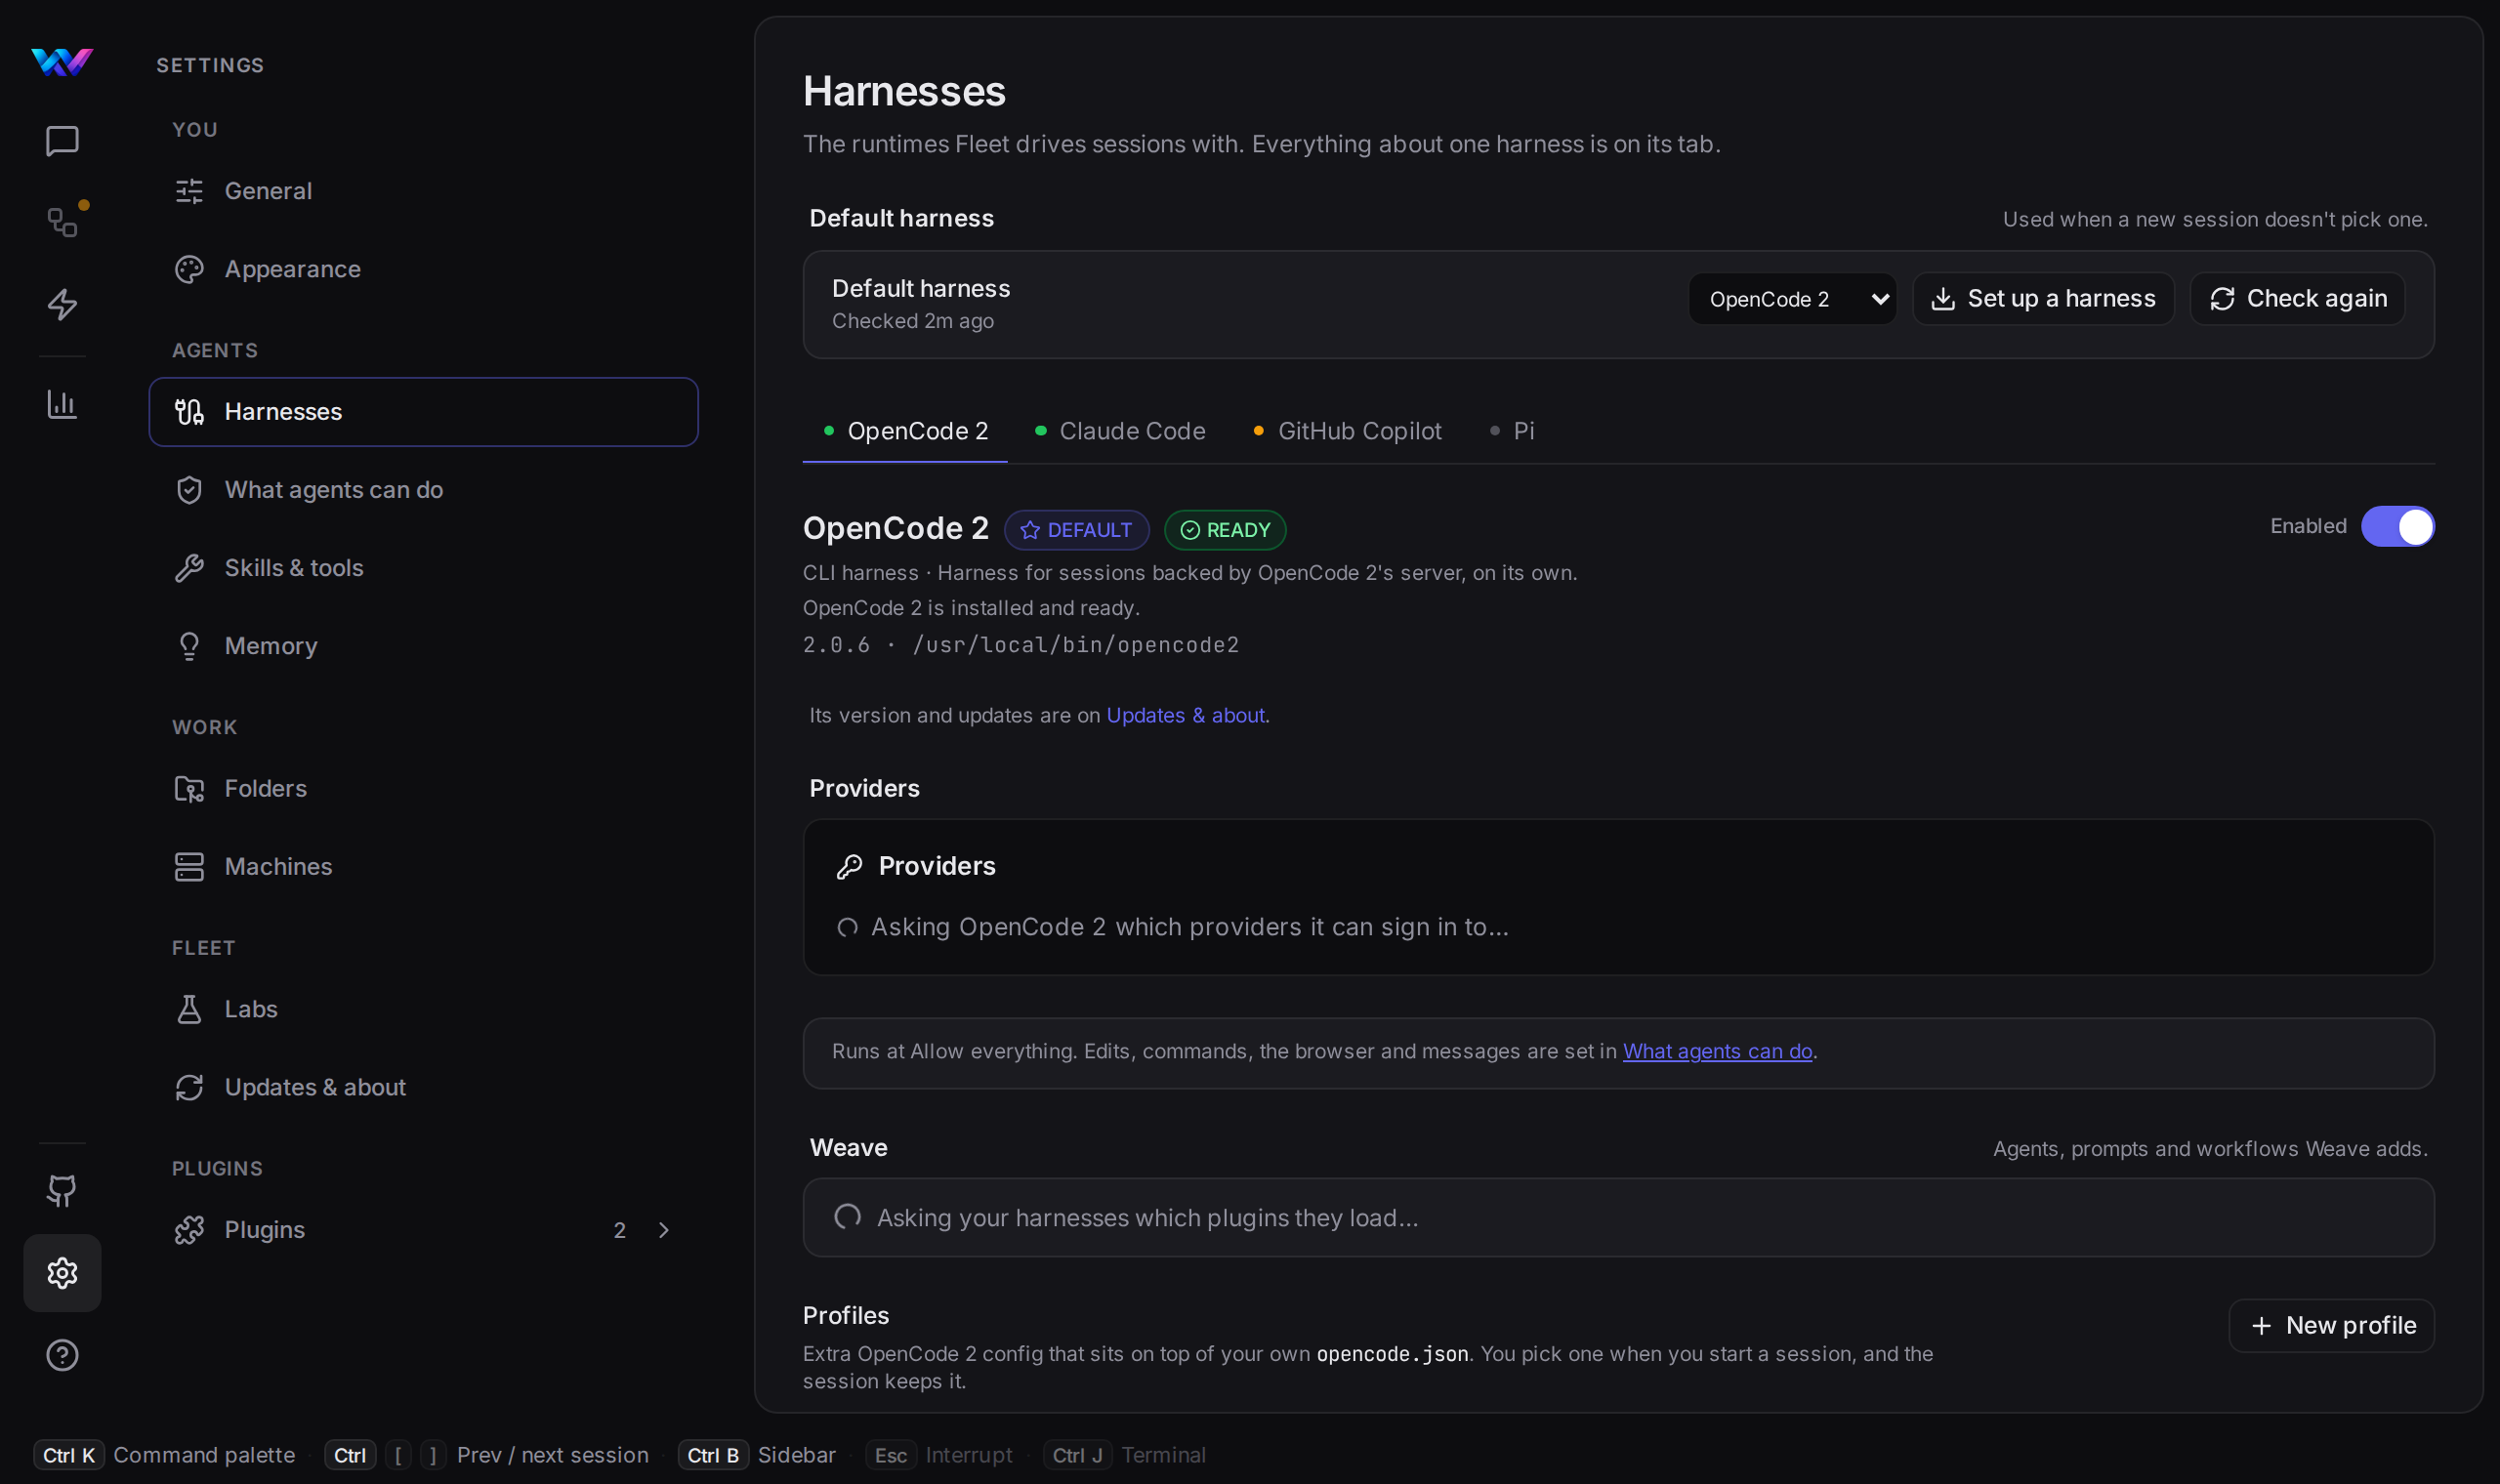 SETTINGS
YOU
General
Appearance
AGENTS
Harnesses
What agents can do
Skills & tools
Memory
WORK
Folders
Machines
FLEET
Labs
Updates & about
PLUGINS
Plugins 2
Harnesses
The runtimes Fleet drives sessions with. Everything about one harness is on its tab.
Default harness
Used when a new session doesn't pick one.
Default harness
Checked 2m ago
OpenCode 2
Set up a harness
Check again
OpenCode 2
Claude Code
GitHub Copilot
Pi
OpenCode 2 DEFAULT READY
Enabled
CLI harness · Harness for sessions backed by OpenCode 2's server, on its own.
OpenCode 2 is installed and ready.
2.0.6 · /usr/local/bin/opencode2
Its version and updates are on Updates & about.
Providers
Providers
Asking OpenCode 2 which providers it can sign in to...
Runs at Allow everything. Edits, commands, the browser and messages are set in What agents can do.
Weave
Agents, prompts and workflows Weave adds.
Asking your harnesses which plugins they load...
Profiles
New profile
Extra OpenCode 2 config that sits on top of your own opencode.json. You pick one when you start a session, and the
session keeps it.
Ctrl K Command palette · Ctrl [ ] Prev / next session · Ctrl B Sidebar · Esc Interrupt · Ctrl J Terminal